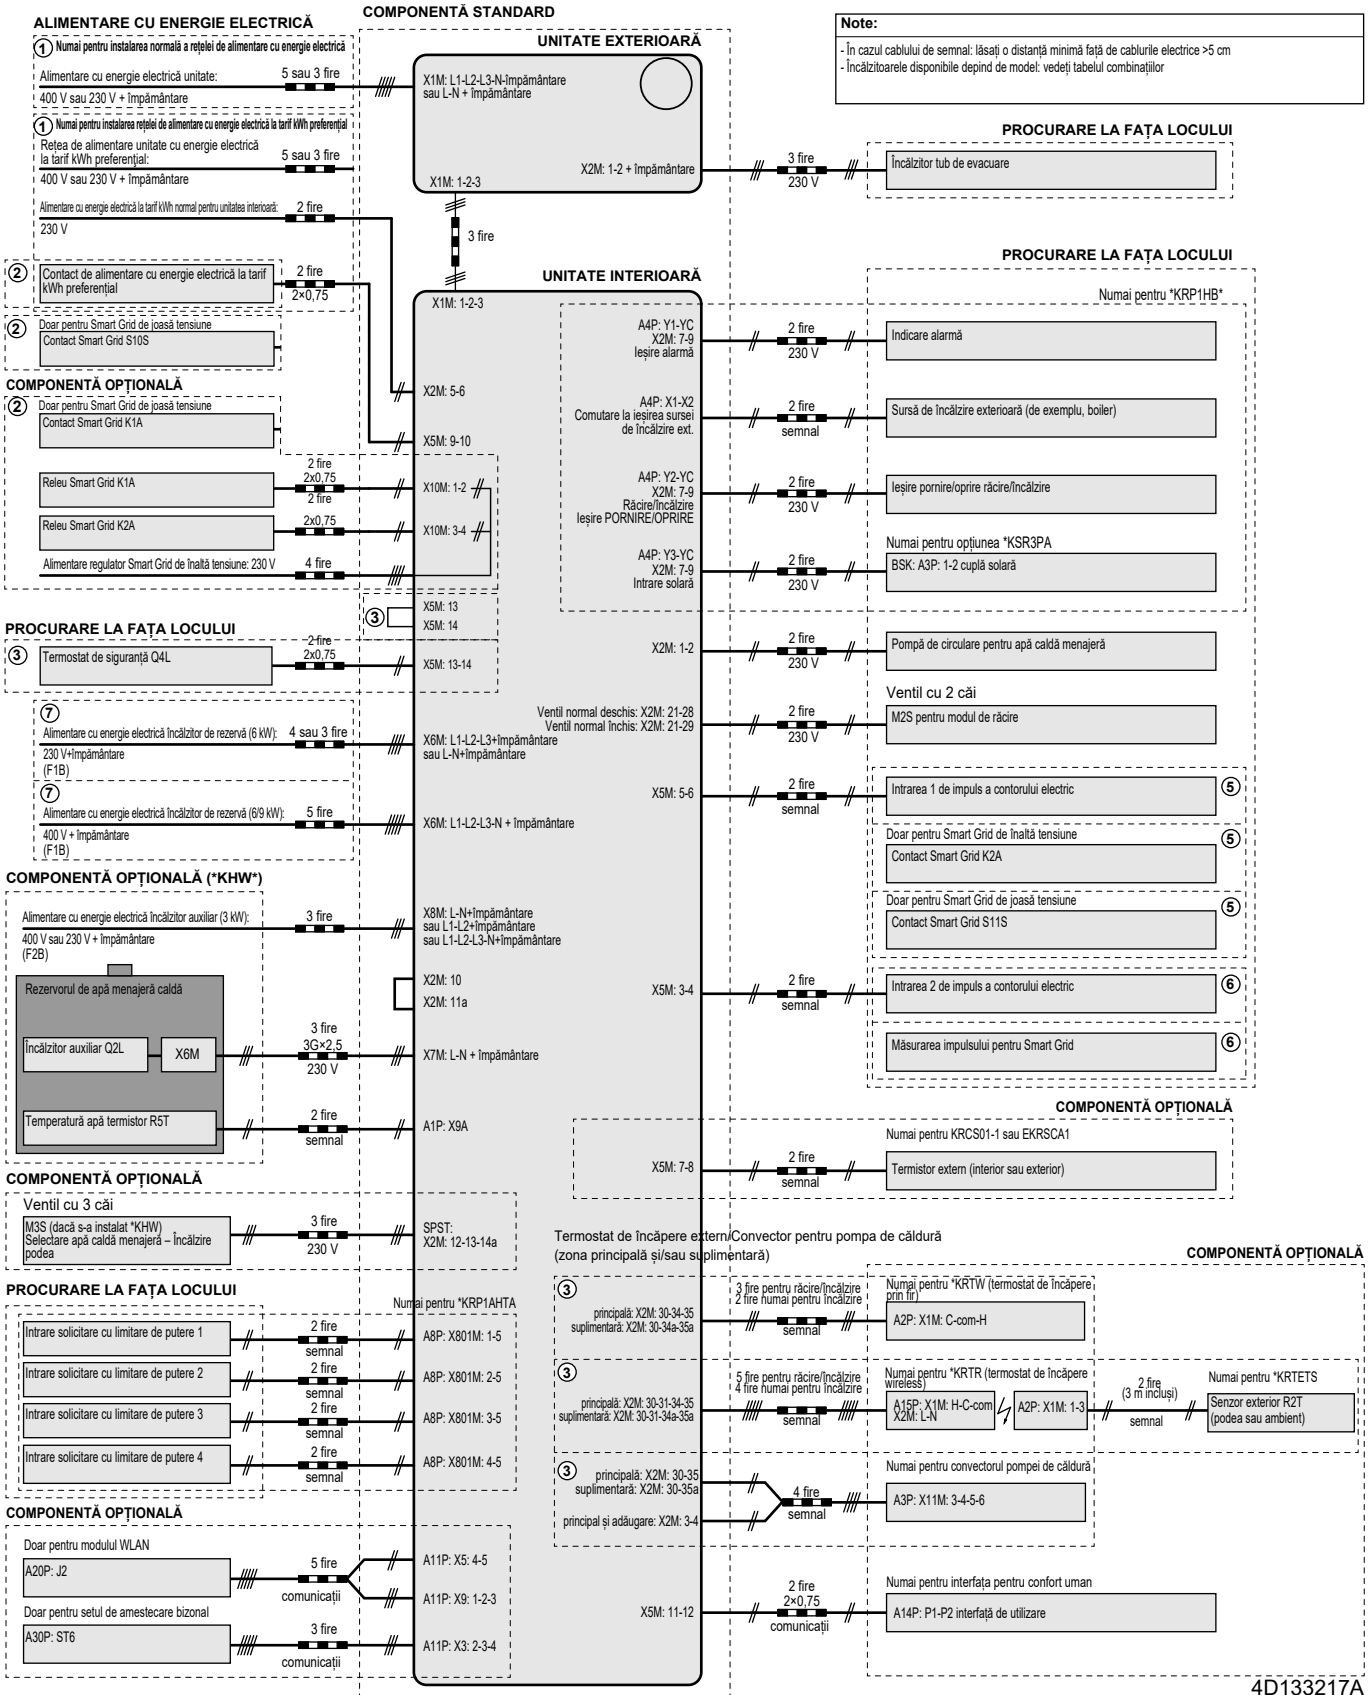 COMPONENTĂ STANDARD
ALIMENTARE CU ENERGIE ELECTRICĂ
① Numai pentru instalarea normală a rețelei de alimentare cu energie electrică
Alimentare cu energie electrică unitate:
5 sau 3 fire
400 V sau 230 V + împământare
① Numai pentru instalarea rețelei de alimentare cu energie electrică la tarif kWh preferențial
Rețea de alimentare unitate cu energie electrică
la tarif kWh preferențial:
5 sau 3 fire
400 V sau 230 V + împământare
Alimentare cu energie electrică la tarif kWh normal pentru unitatea interioară:
2 fire
230 V
②
Contact de alimentare cu energie electrică la tarif
kWh preferențial
2 fire
2×0,75
②
Doar pentru Smart Grid de joasă tensiune
Contact Smart Grid S10S
COMPONENTĂ OPȚIONALĂ
②
Doar pentru Smart Grid de joasă tensiune
Contact Smart Grid K1A
Releu Smart Grid K1A
2 fire
2x0,75
2 fire
Releu Smart Grid K2A
2x0,75
Alimentare regulator Smart Grid de înaltă tensiune: 230 V
4 fire
PROCURARE LA FAȚA LOCULUI
③
Termostat de siguranță Q4L
2 fire
2x0,75
⑦
Alimentare cu energie electrică încălzitor de rezervă (6 kW):
4 sau 3 fire
230 V+împământare
(F1B)
⑦
Alimentare cu energie electrică încălzitor de rezervă (6/9 kW):
5 fire
400 V + împământare
(F1B)
COMPONENTĂ OPȚIONALĂ (*KHW*)
Alimentare cu energie electrică încălzitor auxiliar (3 kW):
3 fire
400 V sau 230 V + împământare
(F2B)
Rezervorul de apă menajeră caldă
Încălzitor auxiliar Q2L
X6M
3 fire
3G×2,5
230 V
Temperatură apă termistor R5T
2 fire
semnal
COMPONENTĂ OPȚIONALĂ
Ventil cu 3 căi
M3S (dacă s-a instalat *KHW)
Selectare apă caldă menajeră – Încălzire
podea
3 fire
230 V
PROCURARE LA FAȚA LOCULUI
Numai pentru *KRP1AHTA
Intrare solicitare cu limitare de putere 1
2 fire
semnal
Intrare solicitare cu limitare de putere 2
2 fire
semnal
Intrare solicitare cu limitare de putere 3
2 fire
semnal
Intrare solicitare cu limitare de putere 4
2 fire
semnal
COMPONENTĂ OPȚIONALĂ
Doar pentru modulul WLAN
A20P: J2
5 fire
comunicații
Doar pentru setul de amestecare bizonal
A30P: ST6
3 fire
comunicații
UNITATE EXTERIOARĂ
X1M: L1-L2-L3-N-împământare
sau L-N + împământare
X2M: 1-2 + împământare
X1M: 1-2-3
3 fire
UNITATE INTERIOARĂ
X1M: 1-2-3
X2M: 5-6
X5M: 9-10
X10M: 1-2
X10M: 3-4
③
X5M: 13
X5M: 14
X5M: 13-14
X6M: L1-L2-L3+împământare
sau L-N+împământare
X6M: L1-L2-L3-N + împământare
X8M: L-N+împământare
sau L1-L2+împământare
sau L1-L2-L3-N+împământare
X2M: 10
X2M: 11a
X7M: L-N + împământare
A1P: X9A
SPST:
X2M: 12-13-14a
A8P: X801M: 1-5
A8P: X801M: 2-5
A8P: X801M: 3-5
A8P: X801M: 4-5
A11P: X5: 4-5
A11P: X9: 1-2-3
A11P: X3: 2-3-4
A4P: Y1-YC
X2M: 7-9
Ieșire alarmă
A4P: X1-X2
Comutare la ieșirea sursei
de încălzire ext.
A4P: Y2-YC
X2M: 7-9
Răcire/încălzire
Ieșire PORNIRE/OPRIRE
A4P: Y3-YC
X2M: 7-9
Intrare solară
X2M: 1-2
Ventil normal deschis: X2M: 21-28
Ventil normal închis: X2M: 21-29
X5M: 5-6
X5M: 3-4
X5M: 7-8
Note:
- În cazul cablului de semnal: lăsați o distanță minimă față de cablurile electrice >5 cm
- Încălzitoarele disponibile depind de model: vedeți tabelul combinațiilor
PROCURARE LA FAȚA LOCULUI
3 fire
230 V
Încălzitor tub de evacuare
PROCURARE LA FAȚA LOCULUI
Numai pentru *KRP1HB*
2 fire
230 V
Indicare alarmă
2 fire
semnal
Sursă de încălzire exterioară (de exemplu, boiler)
2 fire
230 V
Ieșire pornire/oprire răcire/încălzire
Numai pentru opțiunea *KSR3PA
2 fire
230 V
BSK: A3P: 1-2 cuplă solară
2 fire
230 V
Pompă de circulare pentru apă caldă menajeră
Ventil cu 2 căi
2 fire
230 V
M2S pentru modul de răcire
2 fire
semnal
Intrarea 1 de impuls a contorului electric
⑤
Doar pentru Smart Grid de înaltă tensiune
Contact Smart Grid K2A
⑤
Doar pentru Smart Grid de joasă tensiune
Contact Smart Grid S11S
⑤
2 fire
semnal
Intrarea 2 de impuls a contorului electric
⑥
Măsurarea impulsului pentru Smart Grid
⑥
COMPONENTĂ OPȚIONALĂ
Numai pentru KRCS01-1 sau EKRSCA1
2 fire
semnal
Termistor extern (interior sau exterior)
Termostat de încăpere extern/Convector pentru pompa de căldură
(zona principală și/sau suplimentară)
COMPONENTĂ OPȚIONALĂ
③
principală: X2M: 30-34-35
suplimentară: X2M: 30-34a-35a
3 fire pentru răcire/încălzire
2 fire numai pentru încălzire
semnal
Numai pentru *KRTW (termostat de încăpere
prin fir)
A2P: X1M: C-com-H
③
principală: X2M: 30-31-34-35
suplimentară: X2M: 30-31-34a-35a
5 fire pentru răcire/încălzire
4 fire numai pentru încălzire
semnal
Numai pentru *KRTR (termostat de încăpere
wireless)
A15P: X1M: H-C-com
X2M: L-N
A2P: X1M: 1-3
2 fire
(3 m incluși)
semnal
Numai pentru *KRTETS
Senzor exterior R2T
(podea sau ambient)
③
principală: X2M: 30-35
suplimentară: X2M: 30-35a
principal și adăugare: X2M: 3-4
4 fire
semnal
Numai pentru convectorul pompei de căldură
A3P: X11M: 3-4-5-6
X5M: 11-12
2 fire
2×0,75
comunicații
Numai pentru interfața pentru confort uman
A14P: P1-P2 interfață de utilizare
4D133217A